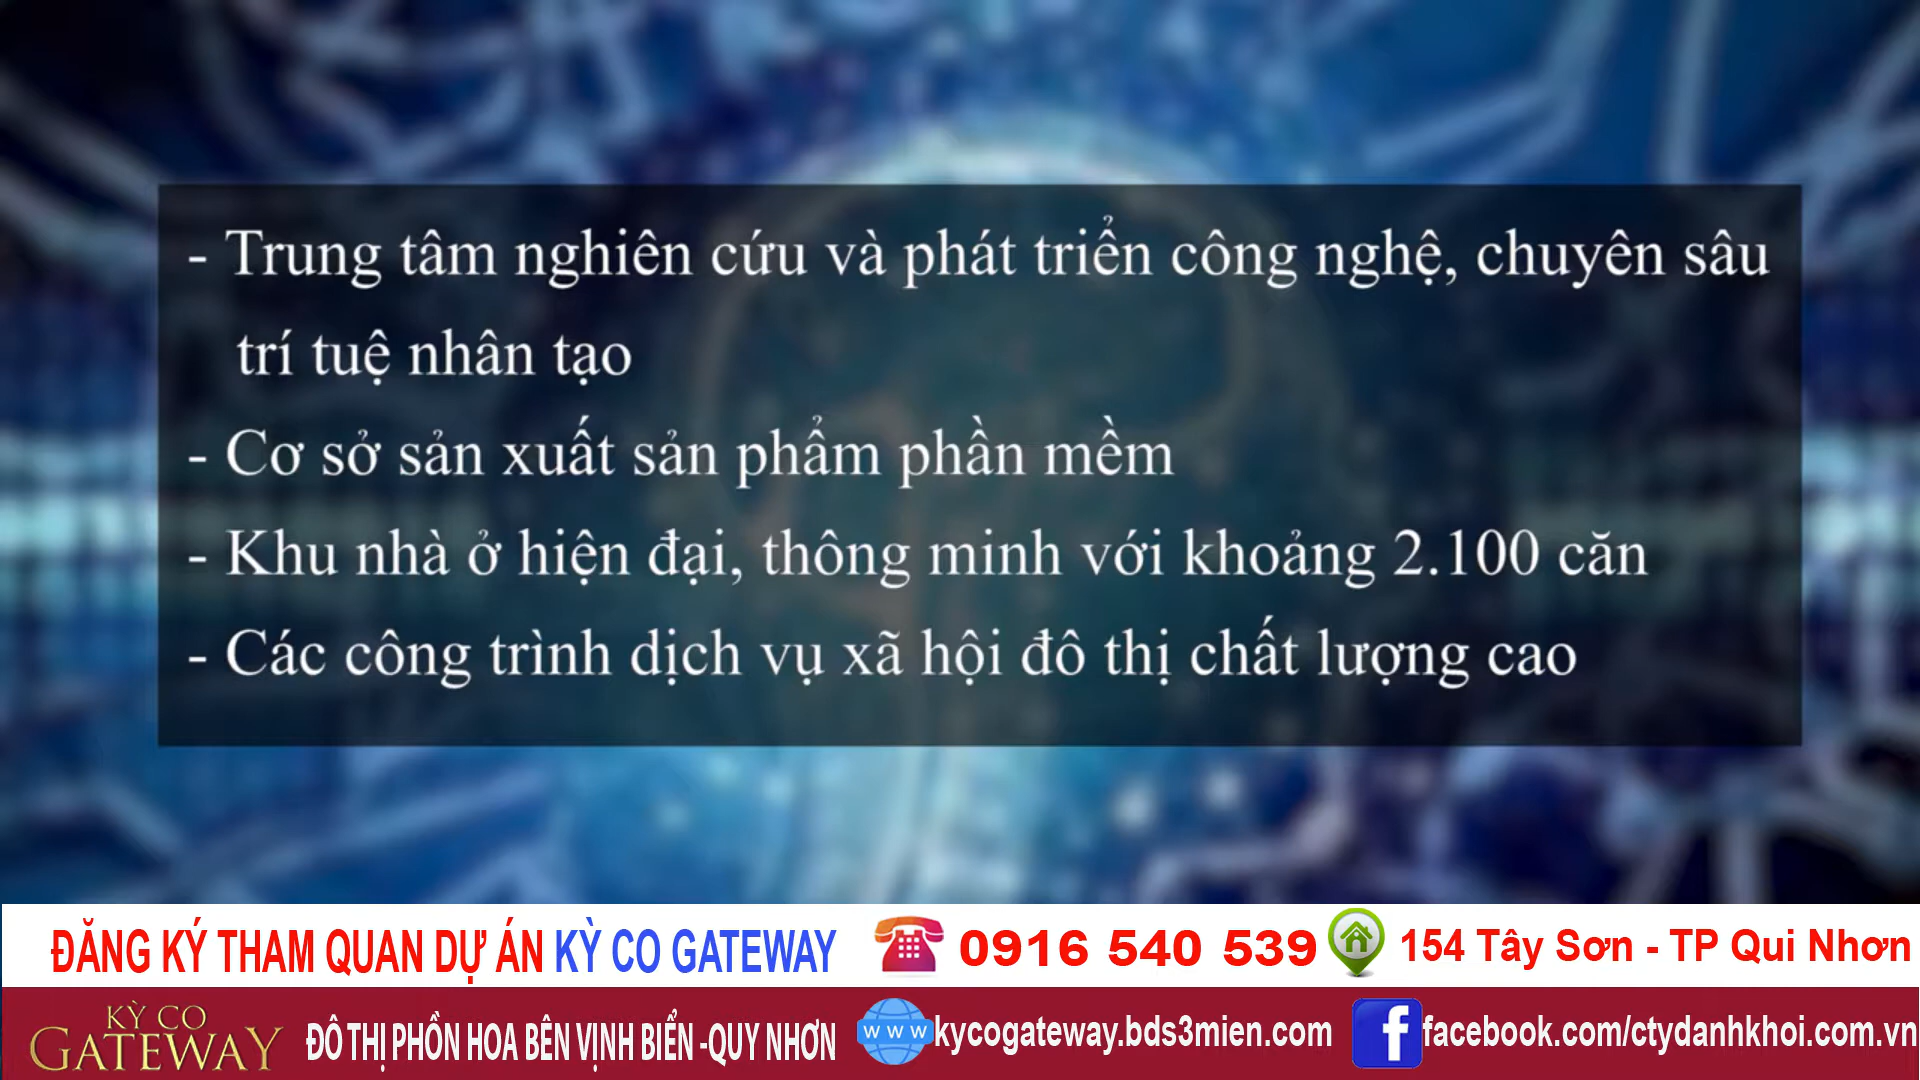 - Trung tâm nghiên cứu và phát triển công nghệ, chuyên sâu
trí tuệ nhân tạo
- Cơ sở sản xuất sản phẩm phần mềm
- Khu nhà ở hiện đại, thông minh với khoảng 2.100 căn
- Các công trình dịch vụ xã hội đô thị chất lượng cao
ĐĂNG KÝ THAM QUAN DỰ ÁN KỲ CO GATEWAY 0916 540 539 154 Tây Sơn - TP Qui Nhơn
KỲ CO
GATEWAY
ĐÔ THỊ PHỒN HOA BÊN VỊNH BIỂN -QUY NHƠN www kycogateway.bds3mien.com f facebook.com/ctydanhkhoi.com.vn